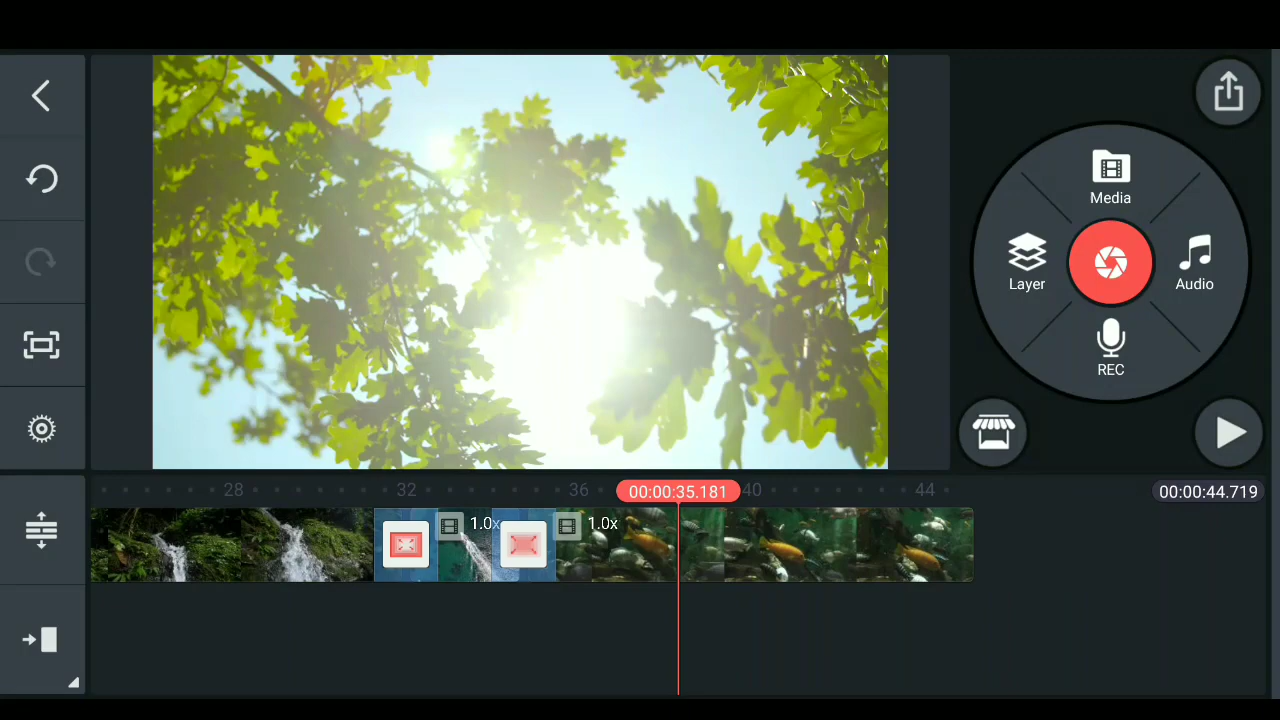 Media
Layer
Audio
REC
28
32
36
00:00:35.181
40
44
00:00:44.719
1.0x
1.0x